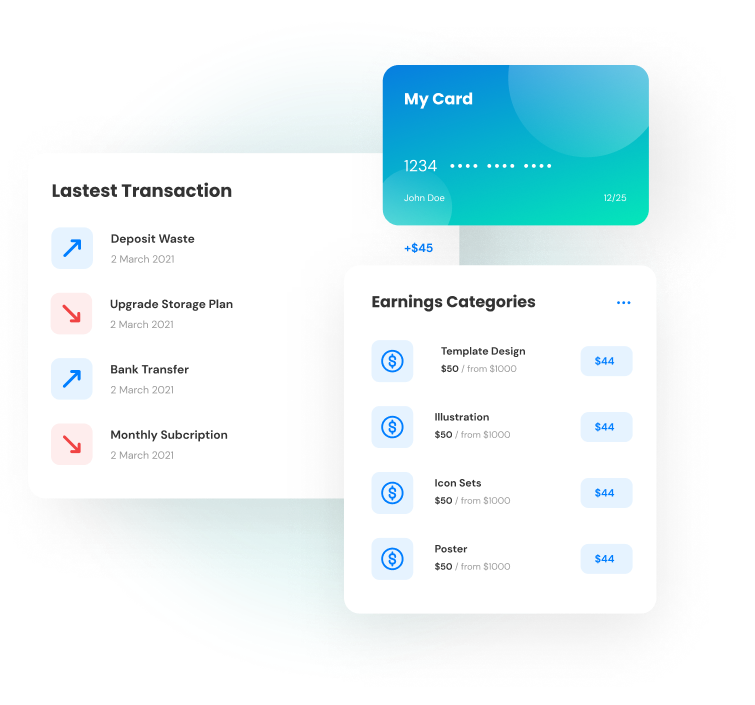 My Card
1234 •••• •••• ••••
John Doe 12/25
Lastest Transaction
Deposit Waste
+$45
2 March 2021
Upgrade Storage Plan
2 March 2021
Bank Transfer
2 March 2021
Monthly Subcription
2 March 2021
Earnings Categories
Template Design
$50 / from $1000
$44
Illustration
$50 / from $1000
$44
Icon Sets
$50 / from $1000
$44
Poster
$50 / from $1000
$44